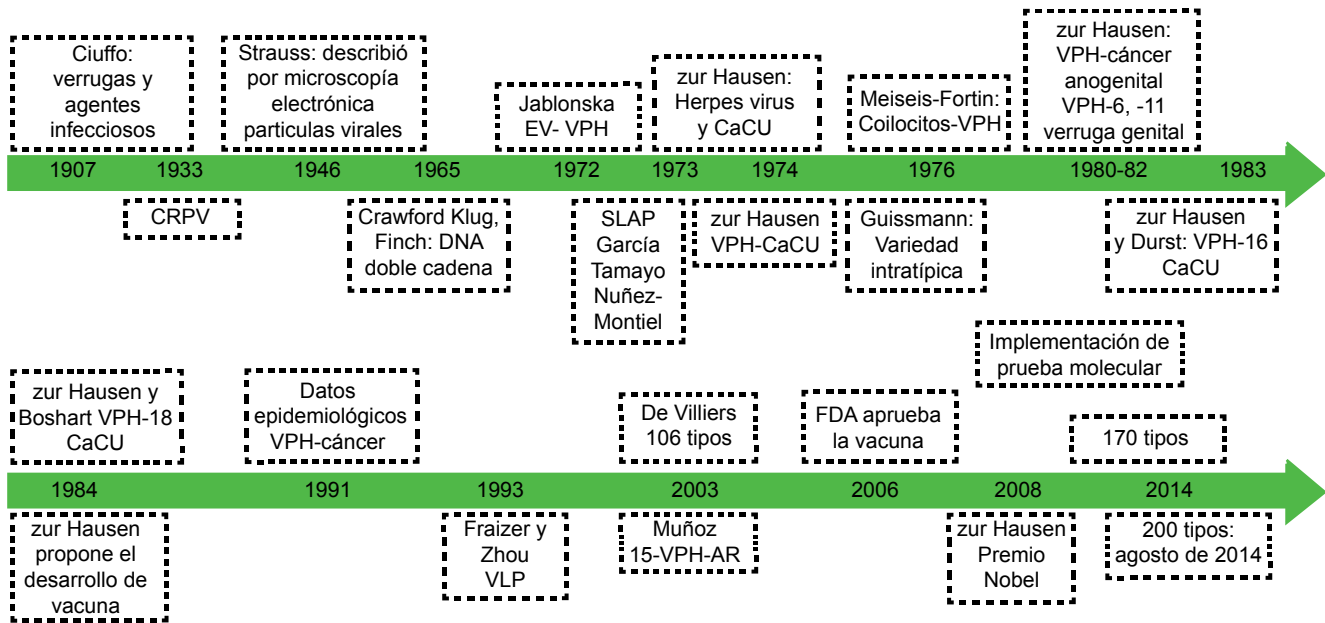 Ciuffo:
verrugas y
agentes
infecciosos
Strauss: describió
por microscopía
electrónica
particulas virales
Jablonska
EV- VPH
zur Hausen:
Herpes virus
y CaCU
Meiseis-Fortin:
Coilocitos-VPH
zur Hausen:
VPH-cáncer
anogenital
VPH-6, -11
verruga genital
1907 1933 1946 1965 1972 1973 1974 1976 1980-82 1983
CRPV
Crawford Klug,
Finch: DNA
doble cadena
SLAP
García
Tamayo
Nuñez-
Montiel
zur Hausen
VPH-CaCU
Guissmann:
Variedad
intratípica
zur Hausen
y Durst: VPH-16
CaCU
zur Hausen y
Boshart VPH-18
CaCU
Datos
epidemiológicos
VPH-cáncer
De Villiers
106 tipos
FDA aprueba
la vacuna
Implementación de
prueba molecular
170 tipos
1984 1991 1993 2003 2006 2008 2014
zur Hausen
propone el
desarrollo de
vacuna
Fraizer y
Zhou
VLP
Muñoz
15-VPH-AR
zur Hausen
Premio
Nobel
200 tipos:
agosto de 2014